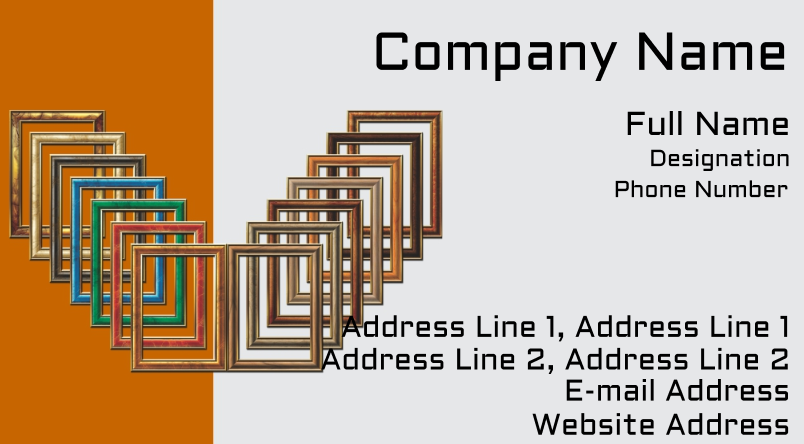 Company Name
Full Name
Designation
Phone Number
Address Line 1, Address Line 1
Address Line 2, Address Line 2
E-mail Address
Website Address